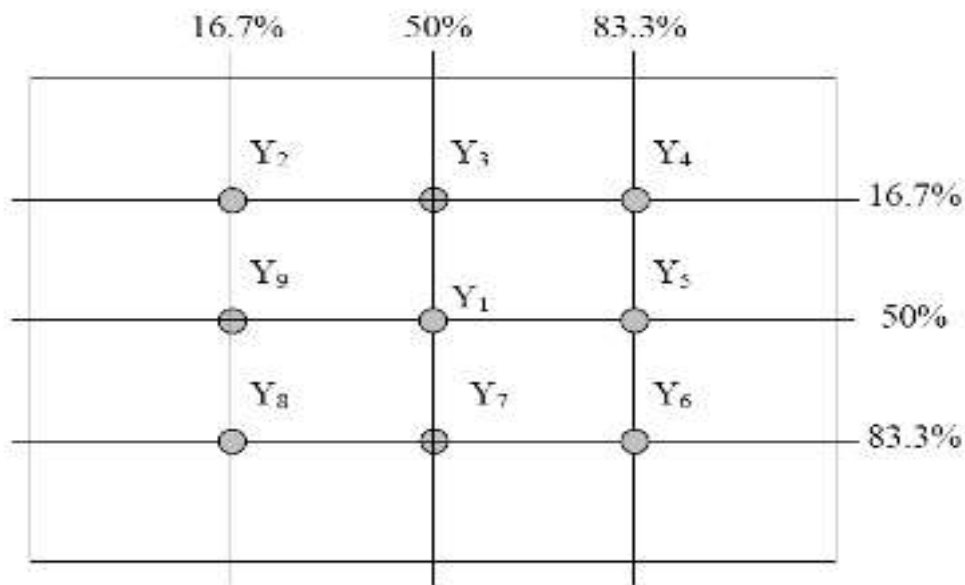 16.7% 50% 83.3%
Y₂ Y₃ Y₄
16.7%
Y₉ Y₁ Y₅
50%
Y₈ Y₇ Y₆
83.3%